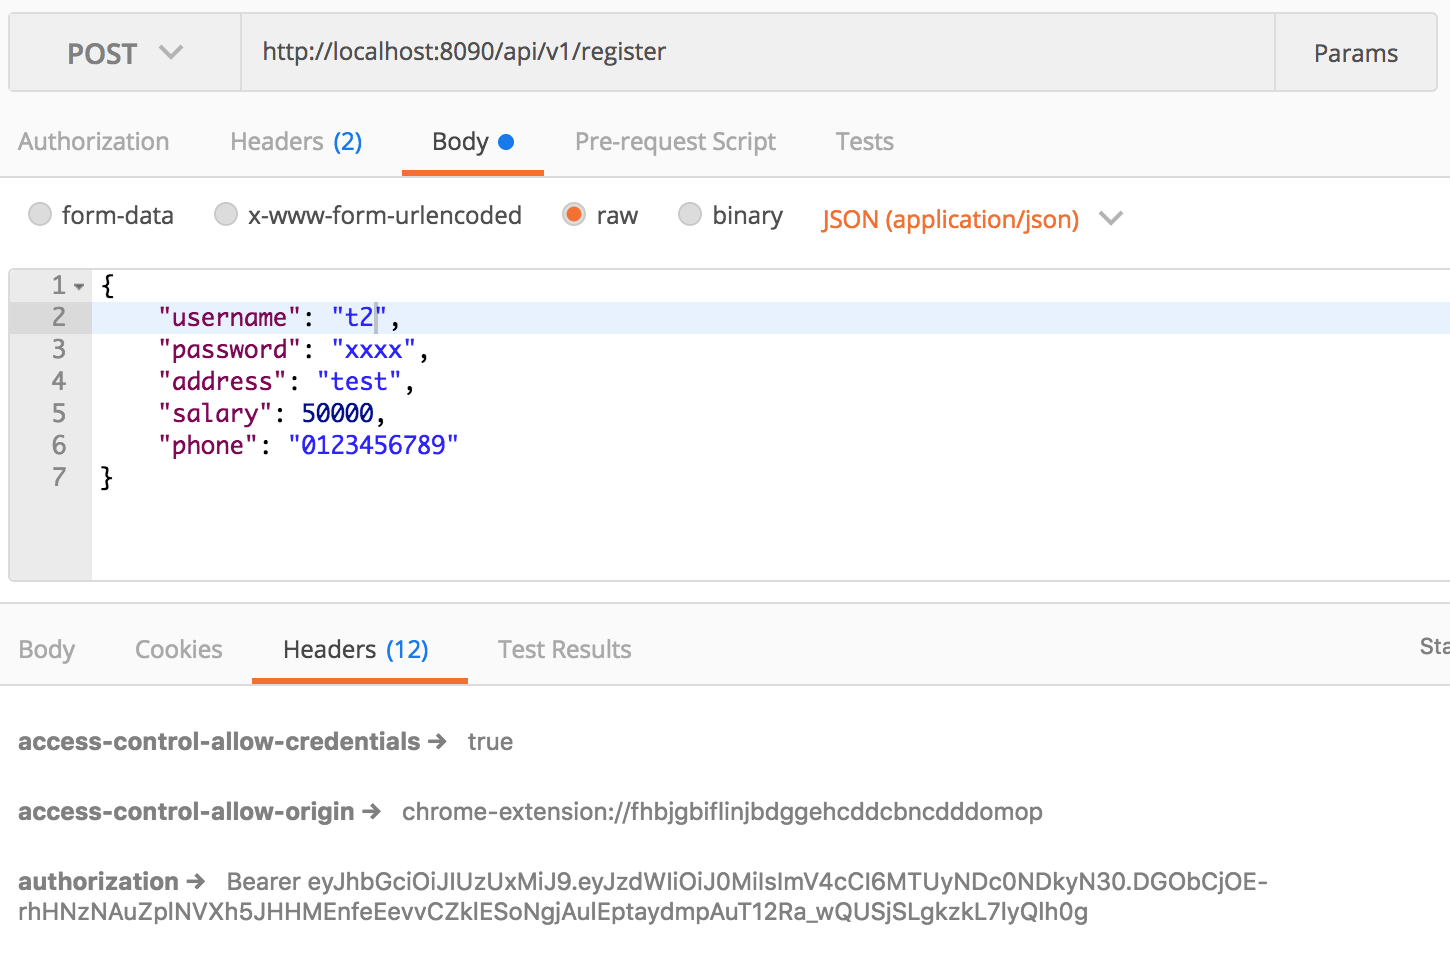 POST http://localhost:8090/api/v1/register Params
Authorization Headers (2) Body Pre-request Script Tests
form-data x-www-form-urlencoded raw binary JSON (application/json)
1 {
2 "username": "t2",
3 "password": "xxxx",
4 "address": "test",
5 "salary": 50000,
6 "phone": "0123456789"
7 }
Body Cookies Headers (12) Test Results Sta
access-control-allow-credentials → true
access-control-allow-origin → chrome-extension://fhbjgbiflinjbdggehcddcbncdddomop
authorization → Bearer eyJhbGciOiJIUzUxMiJ9.eyJzdWIiOiJ0MiIsImV4cCI6MTUyNDc0NDkyN30.DGObCjOE-
rhHNzNAuZplNVXh5JHHMEnfeEevvCZklESoNgjAulEptaydmpAuT12Ra_wQUSjSLgkzkL7lyQlh0g